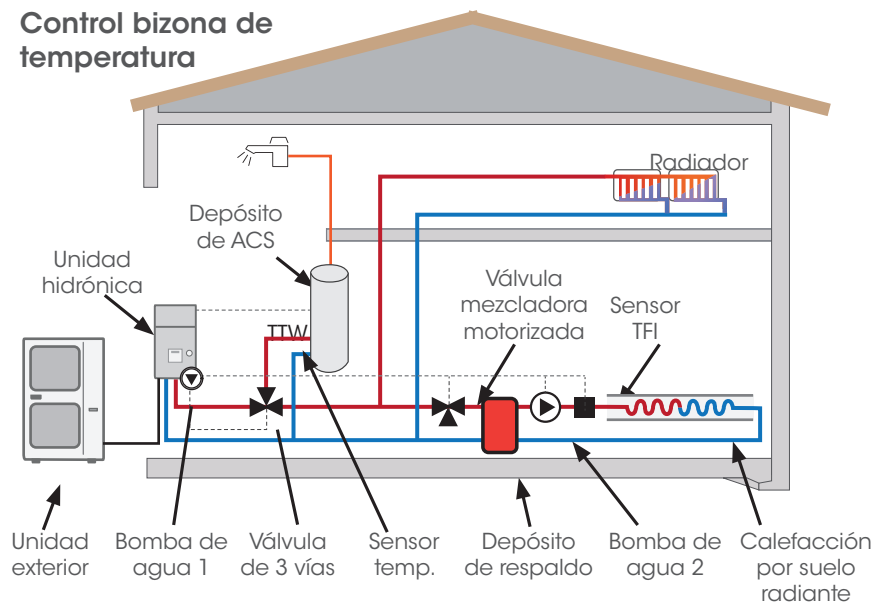 Control bizona de
temperatura
Radiador
Depósito
de ACS
Unidad
hidrónica
Válvula
mezcladora
motorizada
Sensor
TFI
TTW
Unidad
exterior
Bomba de
agua 1
Válvula
de 3 vías
Sensor
temp.
Depósito
de respaldo
Bomba de
agua 2
Calefacción
por suelo
radiante